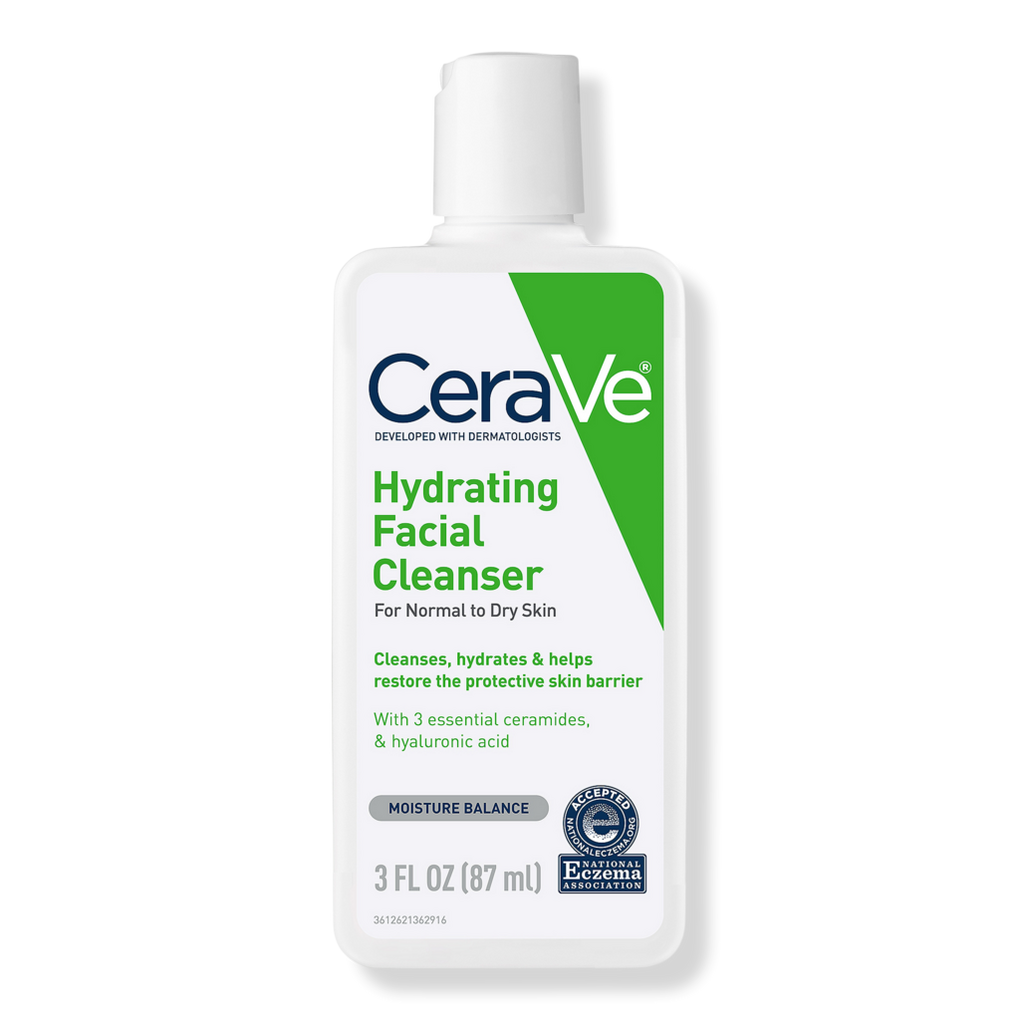 CeraVe®
DEVELOPED WITH DERMATOLOGISTS
Hydrating
Facial
Cleanser
For Normal to Dry Skin
Cleanses, hydrates & helps
restore the protective skin barrier
With 3 essential ceramides,
& hyaluronic acid
MOISTURE BALANCE
ACCEPTED
e
NATIONALECZEMA.ORG
NATIONAL
Eczema
ASSOCIATION
3 FL OZ (87 ml)
3612621362916